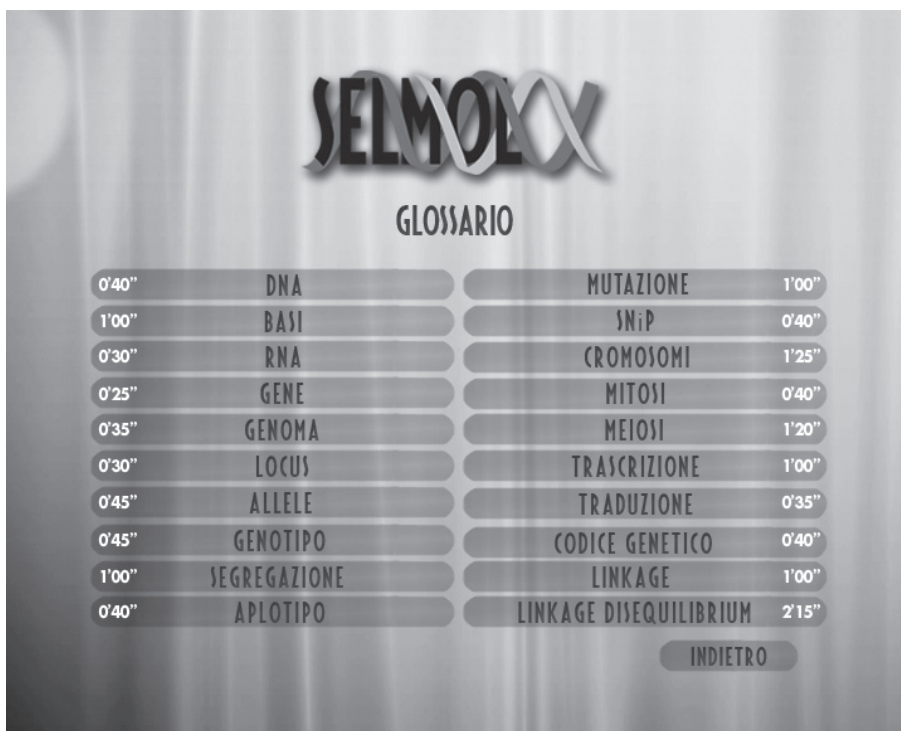 SELMOL
GLOSSARIO
0'40” DNA
1'00” BASI
0'30” RNA
0'25” GENE
0'35” GENOMA
0'30” LOCUS
0'45” ALLELE
0'45” GENOTIPO
1'00” SEGREGAZIONE
0'40” APLOTIPO
MUTAZIONE 1'00”
SNiP 0'40”
CROMOSOMI 1'25”
MITOSI 0'40”
MEIOSI 1'20”
TRASCRIZIONE 1'00”
TRADUZIONE 0'35”
CODICE GENETICO 0'40”
LINKAGE 1'00”
LINKAGE DISEQUILIBRIUM 2'15”
INDIETRO